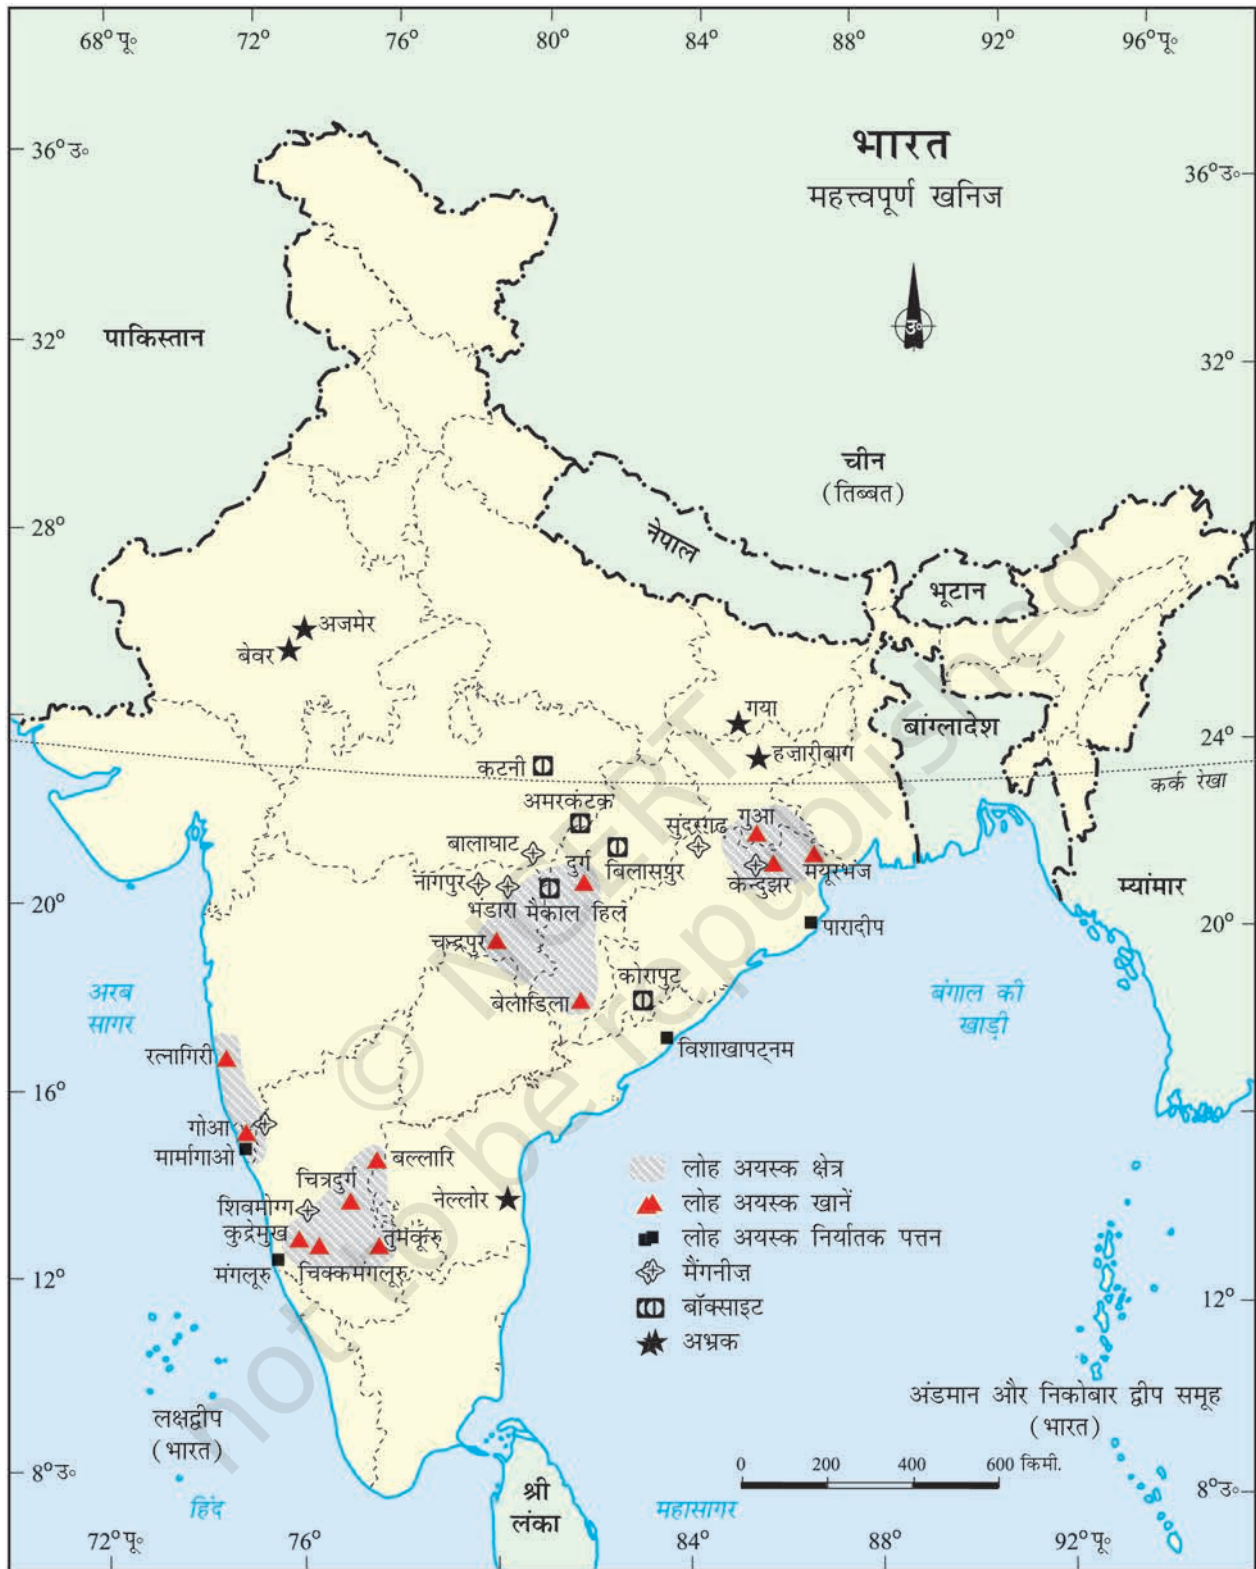 68°पू॰ 72° 76° 80° 84° 88° 92° 96°पू॰
36°उ॰
भारत
महत्त्वपूर्ण खनिज
36°उ॰
उ॰
पाकिस्तान
32°
32°
चीन
(तिब्बत)
28°
नेपाल
28°
भूटान
अजमेर
बेवर
गया
हज़ारीबाग
बांग्लादेश
24°
कर्क रेखा
कटनी
अमरकंटक
सुंदरगढ़
गुआ
बालाघाट
दुर्ग
बिलासपुर
नागपुर
भंडारा
मैकाल हिल
केन्दुझर
मयूरभंज
म्यांमार
20°
20°
पारादीप
चन्द्रपुर
बेलाडिला
कोरापुट
अरब
सागर
बंगाल की
खाड़ी
विशाखापट्नम
रत्नागिरी
16°
16°
गोआ
मार्मागाओ
बल्लारि
चित्रदुर्ग
शिवमोग्ग
नेल्लोर
कुद्रेमुख
तुमकूरु
मंगलूरु
चिक्कमंगलूरु
लोह अयस्क क्षेत्र
लोह अयस्क खानें
लोह अयस्क निर्यातक पत्तन
मैंगनीज़
बॉक्साइट
अभ्रक
12°
12°
लक्षद्वीप
(भारत)
अंडमान और निकोबार द्वीप समूह
(भारत)
8°उ॰
0 200 400 600 किमी.
8°उ॰
हिंद
श्री
लंका
महासागर
72°पू॰ 76° 84° 88° 92°पू॰
© NCERT
not to be republished